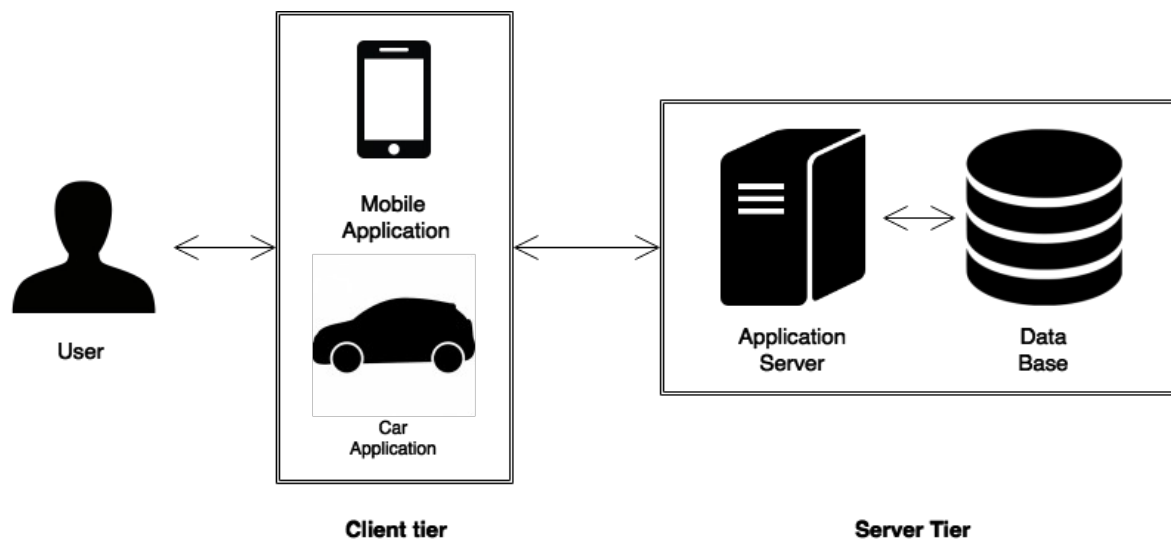 User
Mobile
Application
Car
Application
Client tier
Application
Server
Data
Base
Server Tier